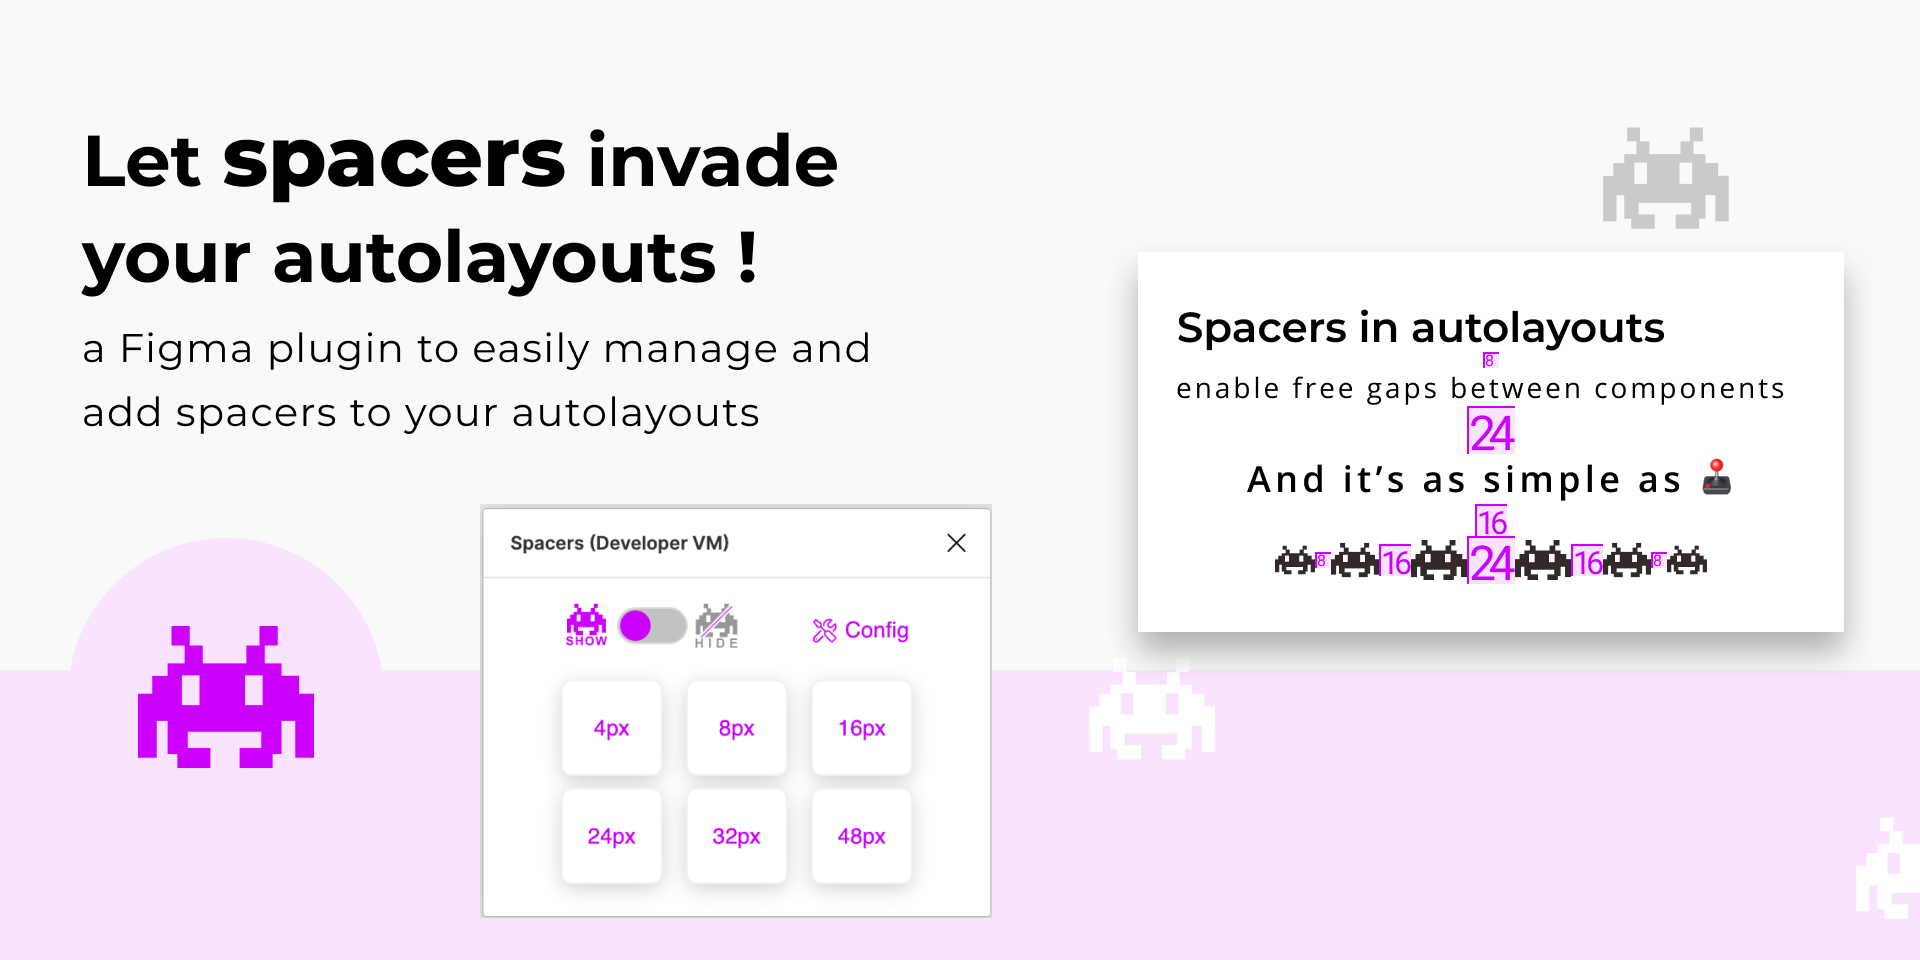 Let spacers invade
your autolayouts !
a Figma plugin to easily manage and
add spacers to your autolayouts
Spacers (Developer VM)
SHOW
HIDE
Config
4px 8px 16px
24px 32px 48px
Spacers in autolayouts
8
enable free gaps between components
24
And it’s as simple as
16
8 16 24 16 8